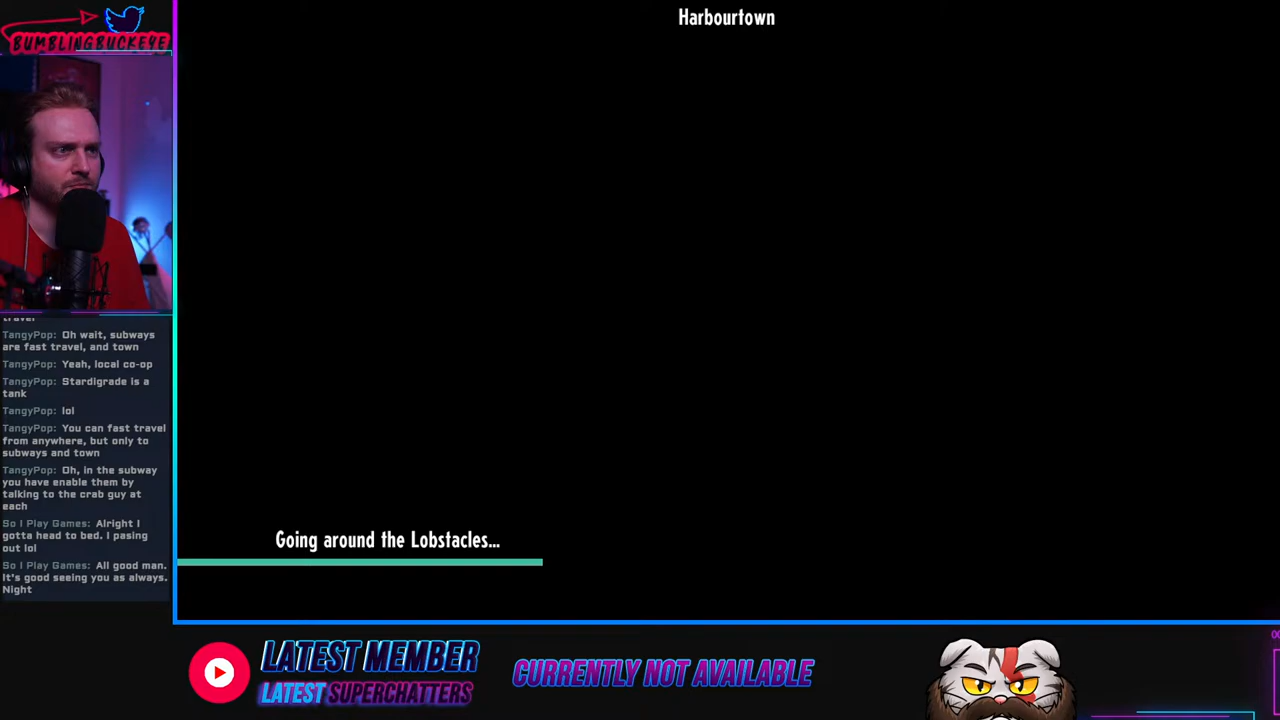 BUMBLINGBUCKEYE
Harbourtown
TangyPop: Oh wait, subways
are fast travel, and town
TangyPop: Yeah, local co-op
TangyPop: Stardigrade is a
tank
TangyPop: lol
TangyPop: You can fast travel
from anywhere, but only to
subways and town
TangyPop: Oh, in the subway
you have enable them by
talking to the crab guy at
each
So I Play Games: Alright I
gotta head to bed. I pasing
out lol
So I Play Games: All good man.
It's good seeing you as always.
Night
Going around the Lobstacles...
LATEST MEMBER
LATEST SUPERCHATTERS
CURRENTLY NOT AVAILABLE